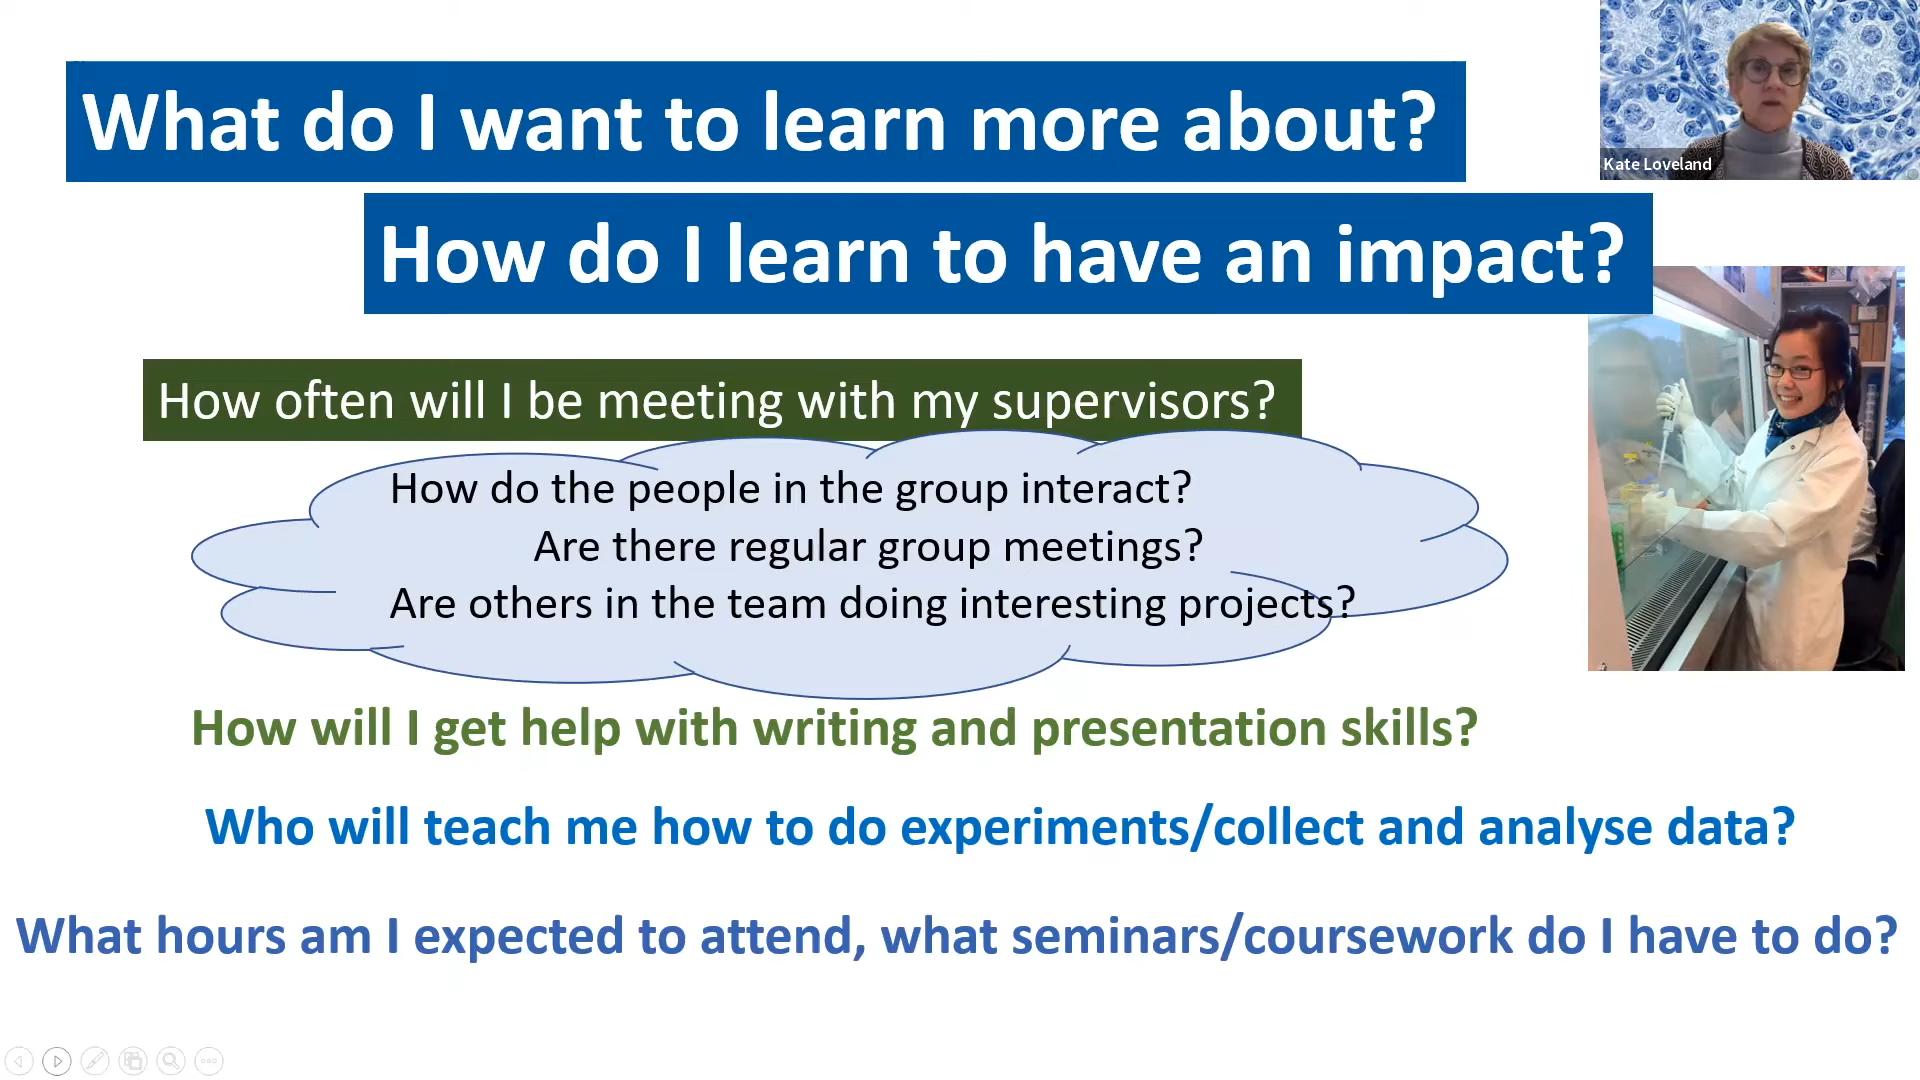 What do I want to learn more about?
Kate Loveland
How do I learn to have an impact?
How often will I be meeting with my supervisors?
How do the people in the group interact?
Are there regular group meetings?
Are others in the team doing interesting projects?
How will I get help with writing and presentation skills?
Who will teach me how to do experiments/collect and analyse data?
What hours am I expected to attend, what seminars/coursework do I have to do?